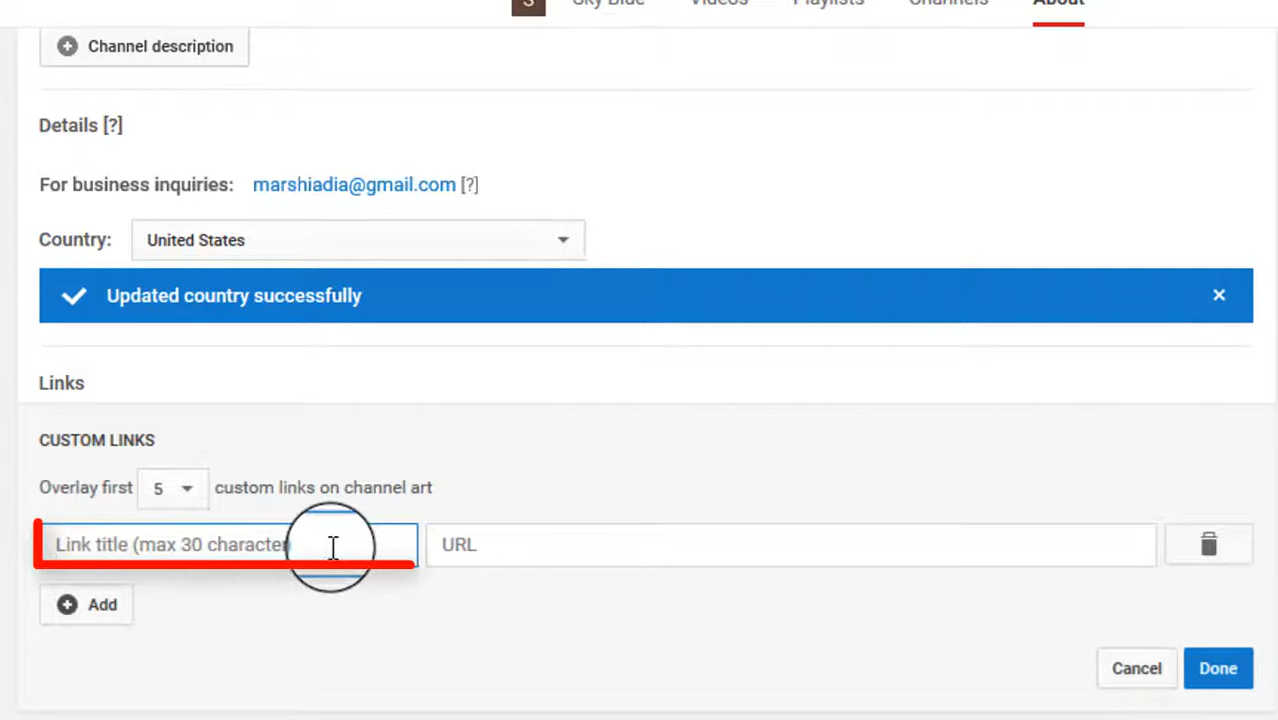 S Sky Blue Videos Playlists Channels About
Channel description
Details [?]
For business inquiries: marshiadia@gmail.com [?]
Country: United States
Updated country successfully ×
Links
CUSTOM LINKS
Overlay first 5 custom links on channel art
Link title (max 30 character URL
Add
Cancel Done